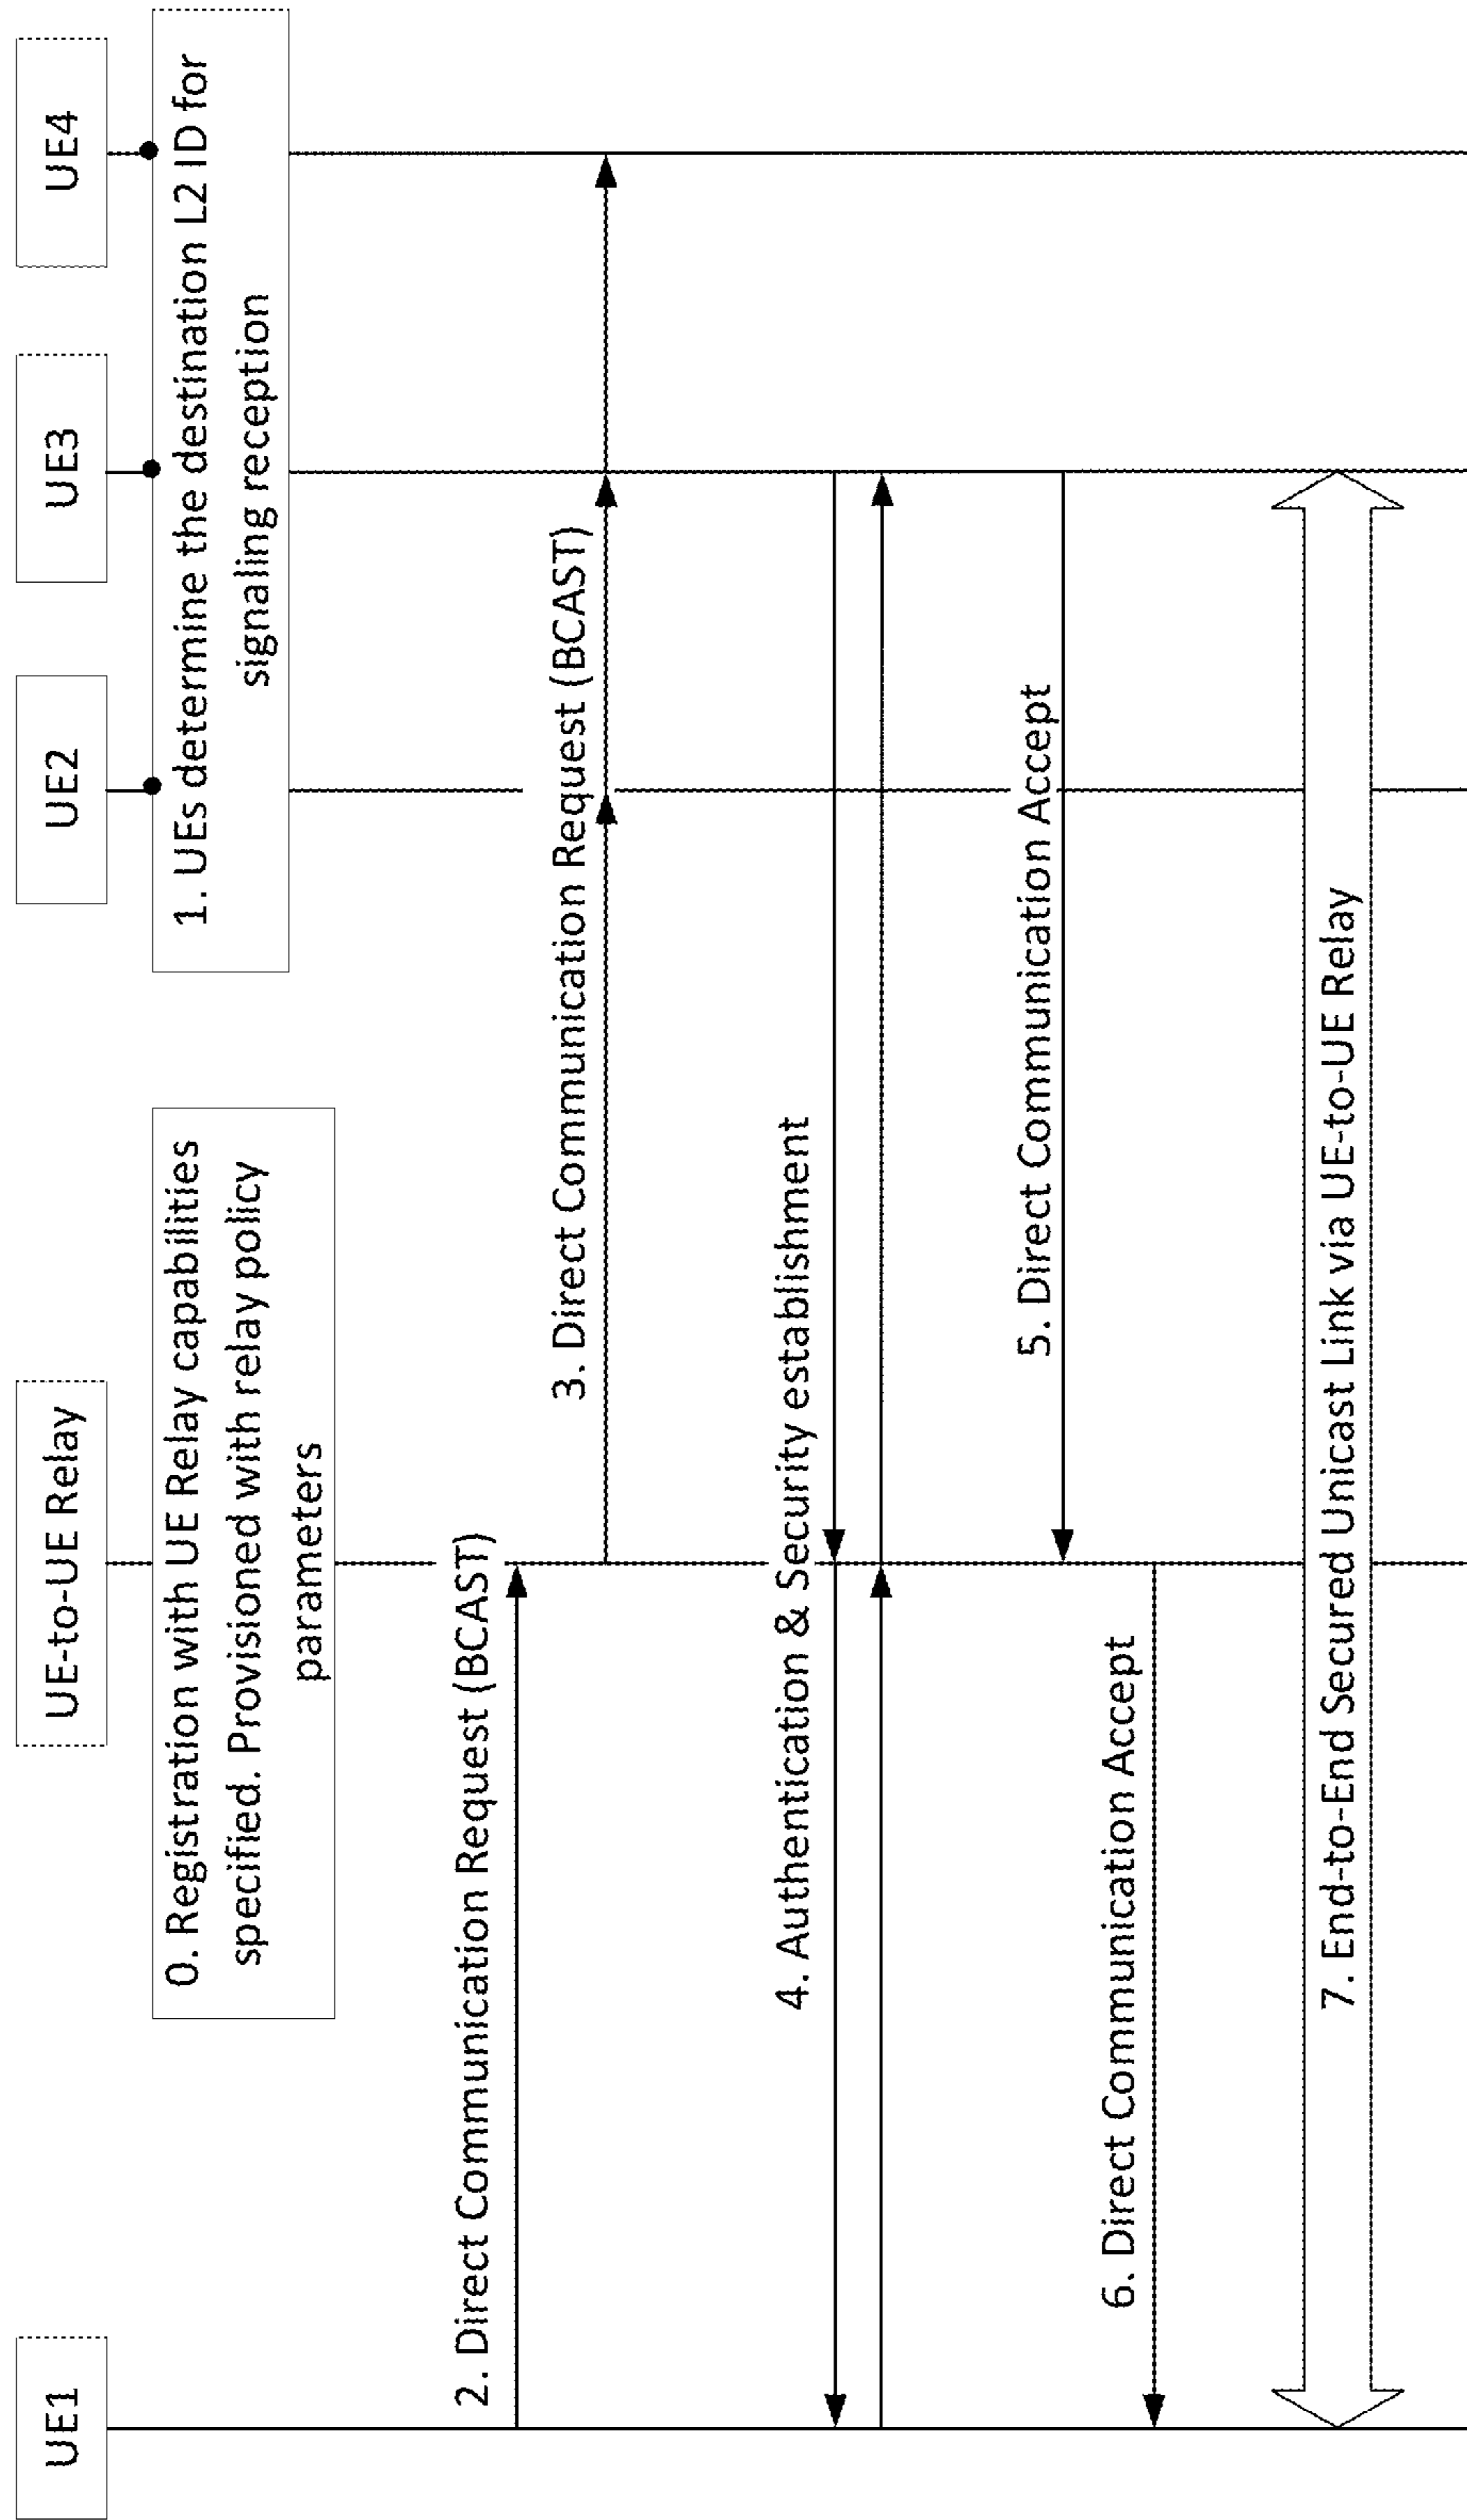 UE1
UE-to-UE Relay
UE2
UE3
UE4
0. Registration with UE Relay capabilities
specified. Provisioned with relay policy
parameters
1. UEs determine the destination L2 ID for
signaling reception
2. Direct Communication Request (BCAST)
3. Direct Communication Request (BCAST)
4. Authentication & Security establishment
5. Direct Communication Accept
6. Direct Communication Accept
7. End-to-End Secured Unicast Link via UE-to-UE Relay